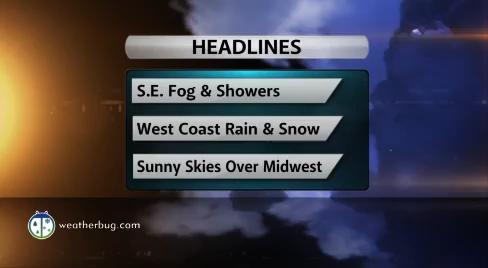 HEADLINES
S.E. Fog & Showers
West Coast Rain & Snow
Sunny Skies Over Midwest
weatherbug.com